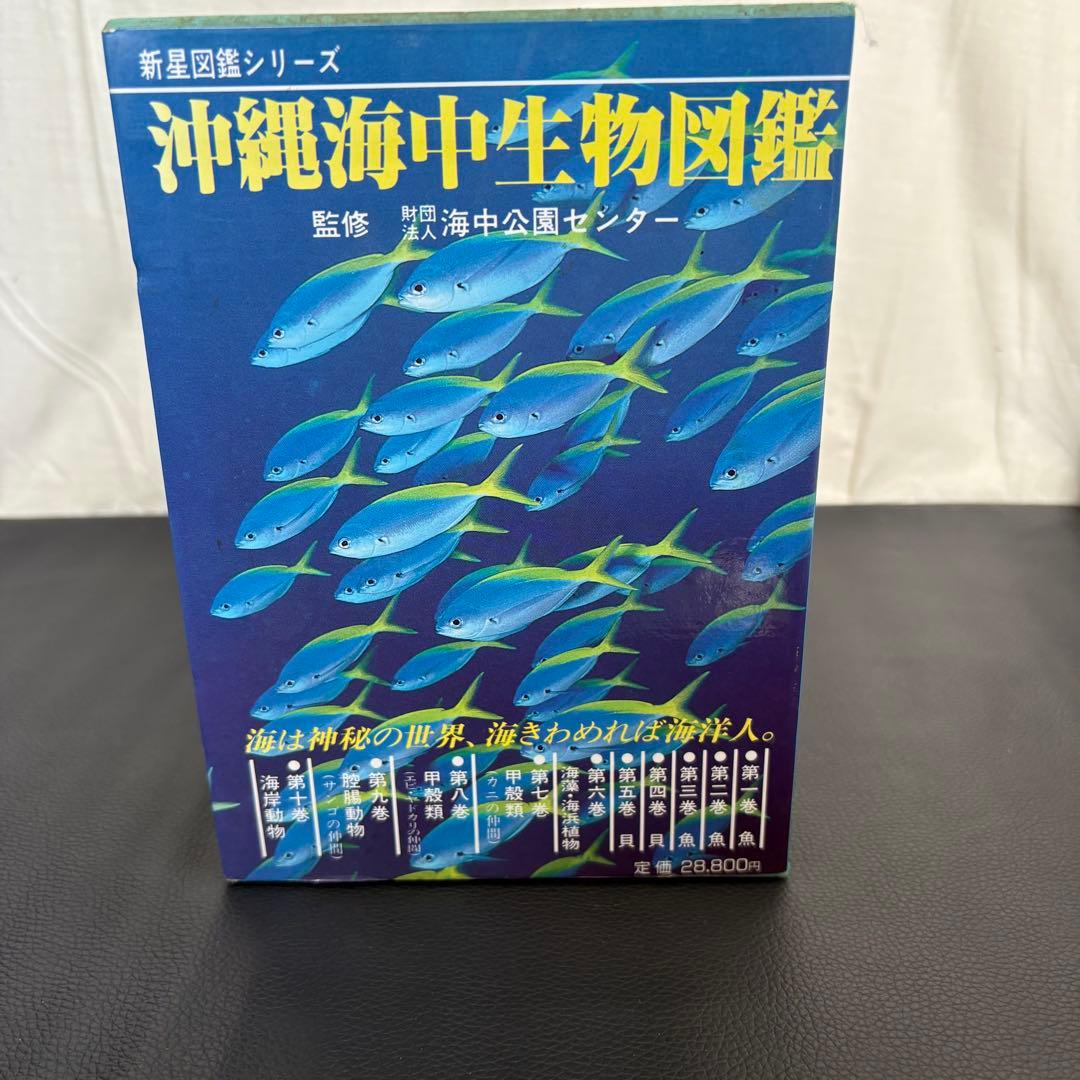 新星図鑑シリーズ
沖縄海中生物図鑑
監修 財団法人 海中公園センター
海は神秘の世界、海きわめれば海洋人。
●第一巻 魚
●第二巻 魚
●第三巻 魚
●第四巻 貝
●第五巻 貝
●第六巻 海藻・海浜植物
●第七巻 甲殻類(カニの仲間)
●第八巻 甲殻類(エビ・ヤドカリの仲間)
●第九巻 腔腸動物(サンゴの仲間)
●第十巻 海岸動物
定価 28,800円